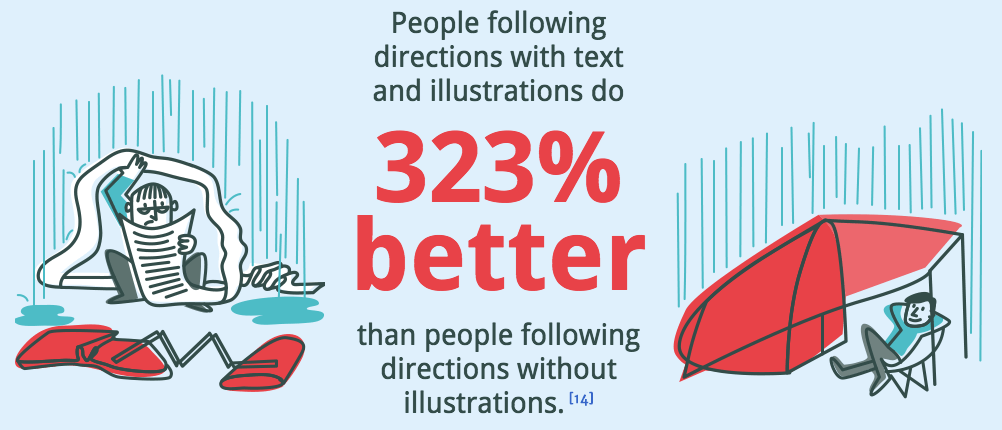 People following
directions with text
and illustrations do
323%
better
than people following
directions without
illustrations. [14]